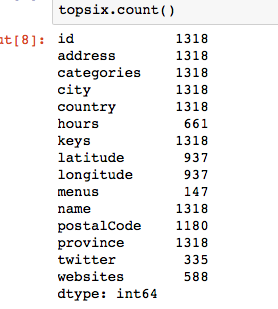 topsix.count()
ut[8]: id 1318
address 1318
categories 1318
city 1318
country 1318
hours 661
keys 1318
latitude 937
longitude 937
menus 147
name 1318
postalCode 1180
province 1318
twitter 335
websites 588
dtype: int64